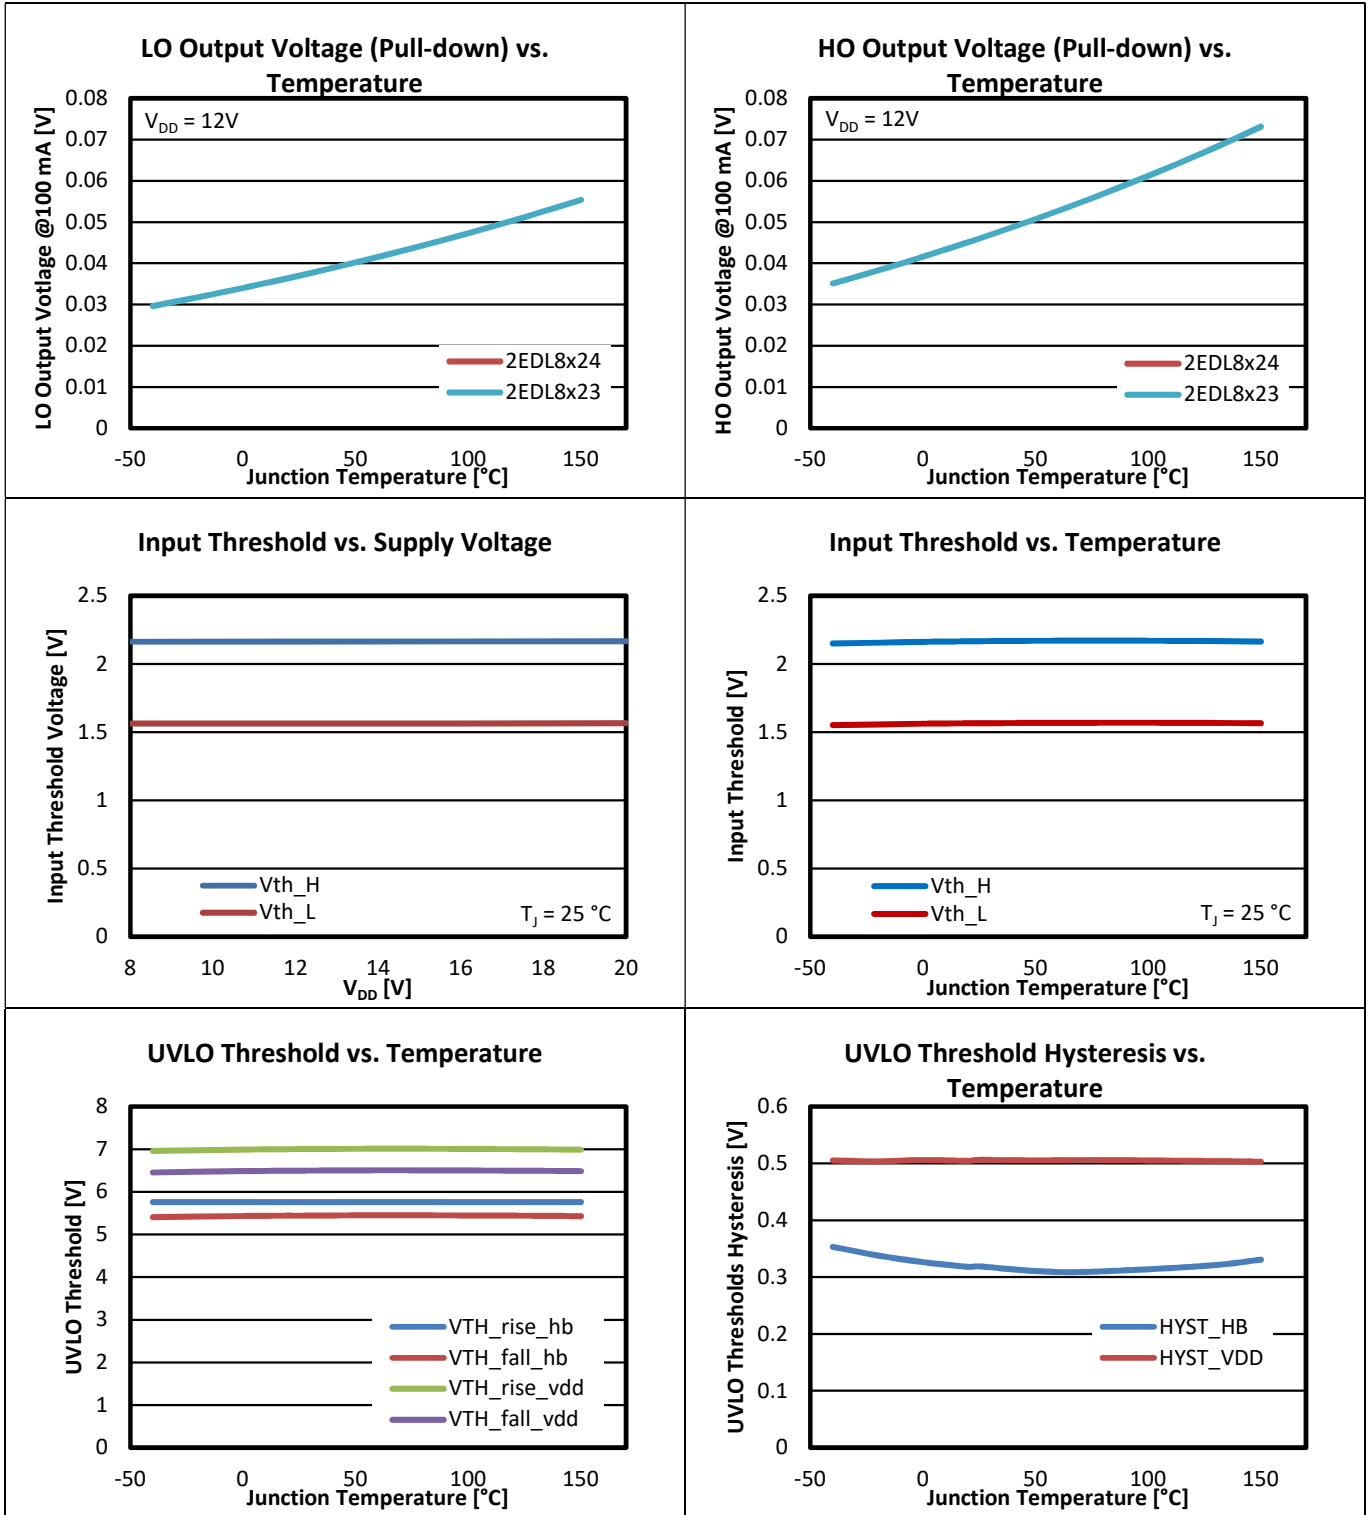 LO Output Voltage (Pull-down) vs.
Temperature
LO Output Votlage @100 mA [V]
0.08
0.07
0.06
0.05
0.04
0.03
0.02
0.01
0
V_DD = 12V
2EDL8x24
2EDL8x23
-50 0 50 100 150
Junction Temperature [°C]
HO Output Voltage (Pull-down) vs.
Temperature
HO Output Votlage @100 mA [V]
0.08
0.07
0.06
0.05
0.04
0.03
0.02
0.01
0
V_DD = 12V
2EDL8x24
2EDL8x23
-50 0 50 100 150
Junction Temperature [°C]
Input Threshold vs. Supply Voltage
Input Threshold Voltage [V]
2.5
2
1.5
1
0.5
0
Vth_H
Vth_L
T_J = 25 °C
8 10 12 14 16 18 20
V_DD [V]
Input Threshold vs. Temperature
Input Threshold [V]
2.5
2
1.5
1
0.5
0
Vth_H
Vth_L
T_J = 25 °C
-50 0 50 100 150
Junction Temperature [°C]
UVLO Threshold vs. Temperature
UVLO Threshold [V]
8
7
6
5
4
3
2
1
0
VTH_rise_hb
VTH_fall_hb
VTH_rise_vdd
VTH_fall_vdd
-50 0 50 100 150
Junction Temperature [°C]
UVLO Threshold Hysteresis vs.
Temperature
UVLO Thresholds Hysteresis [V]
0.6
0.5
0.4
0.3
0.2
0.1
0
HYST_HB
HYST_VDD
-50 0 50 100 150
Junction Temperature [°C]